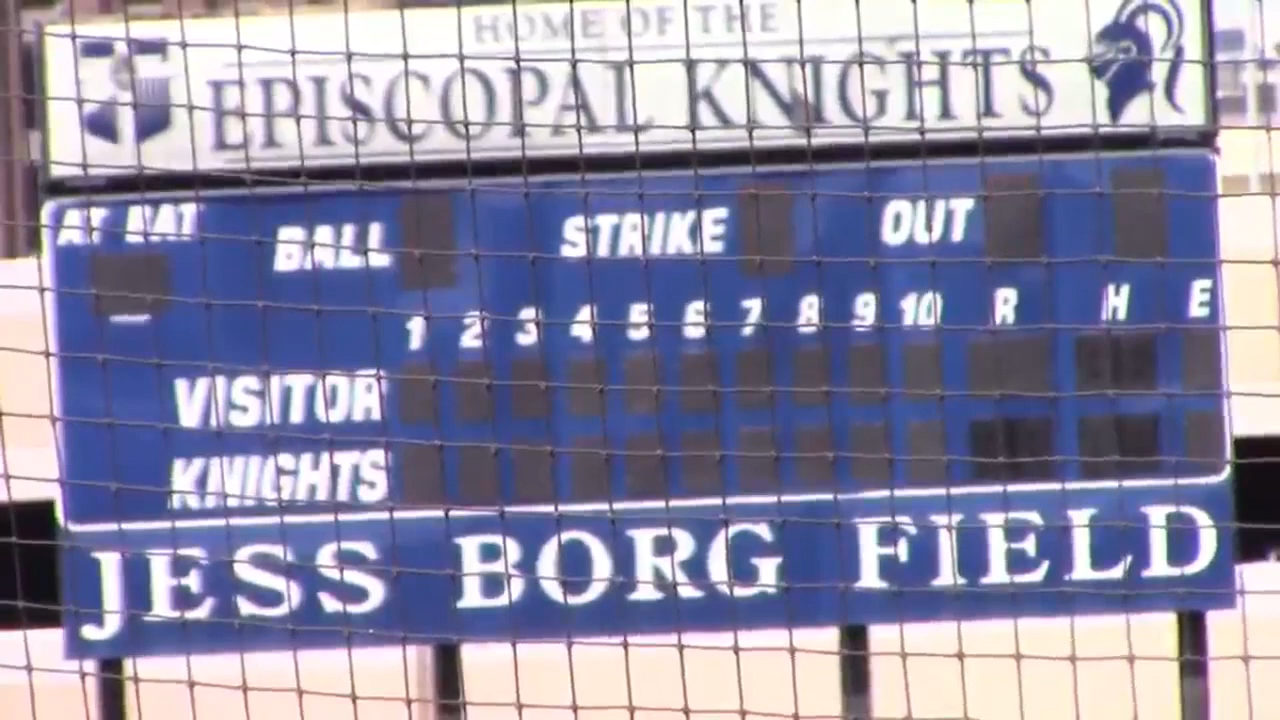 HOME OF THE
EPISCOPAL KNIGHTS
AT BAT BALL STRIKE OUT
1 2 3 4 5 6 7 8 9 10 R H E
VISITOR
KNIGHTS
JESS BORG FIELD